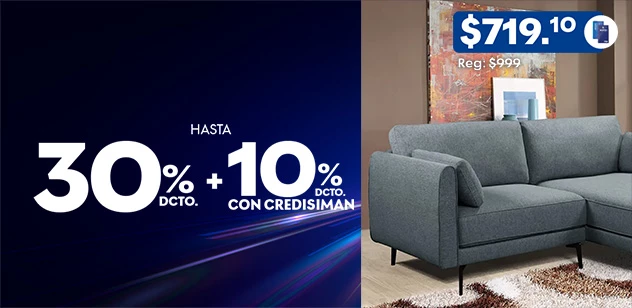 HASTA
30% DCTO. + 10% DCTO.
CON CREDISIMAN
$719.10
Reg: $999